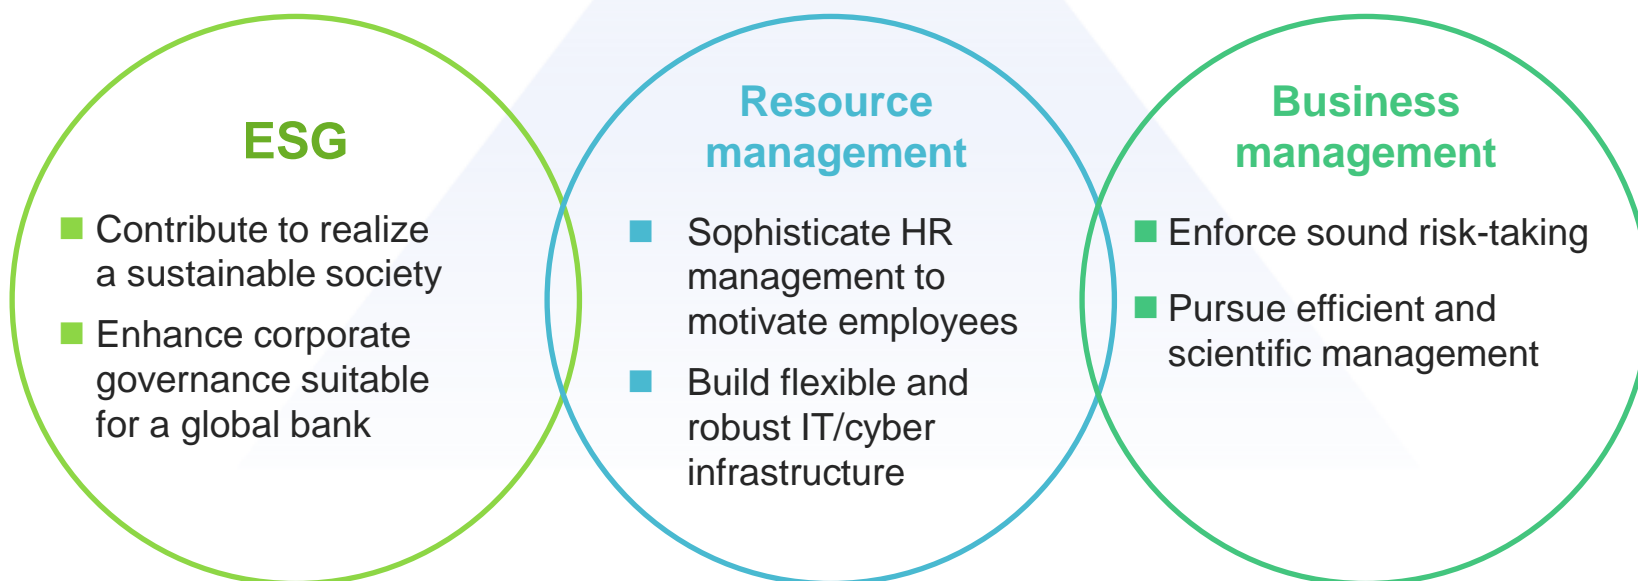 ESG
Contribute to realize
a sustainable society
Enhance corporate
governance suitable
for a global bank
Resource
management
Sophisticate HR
management to
motivate employees
Build flexible and
robust IT/cyber
infrastructure
Business
management
Enforce sound risk-taking
Pursue efficient and
scientific management